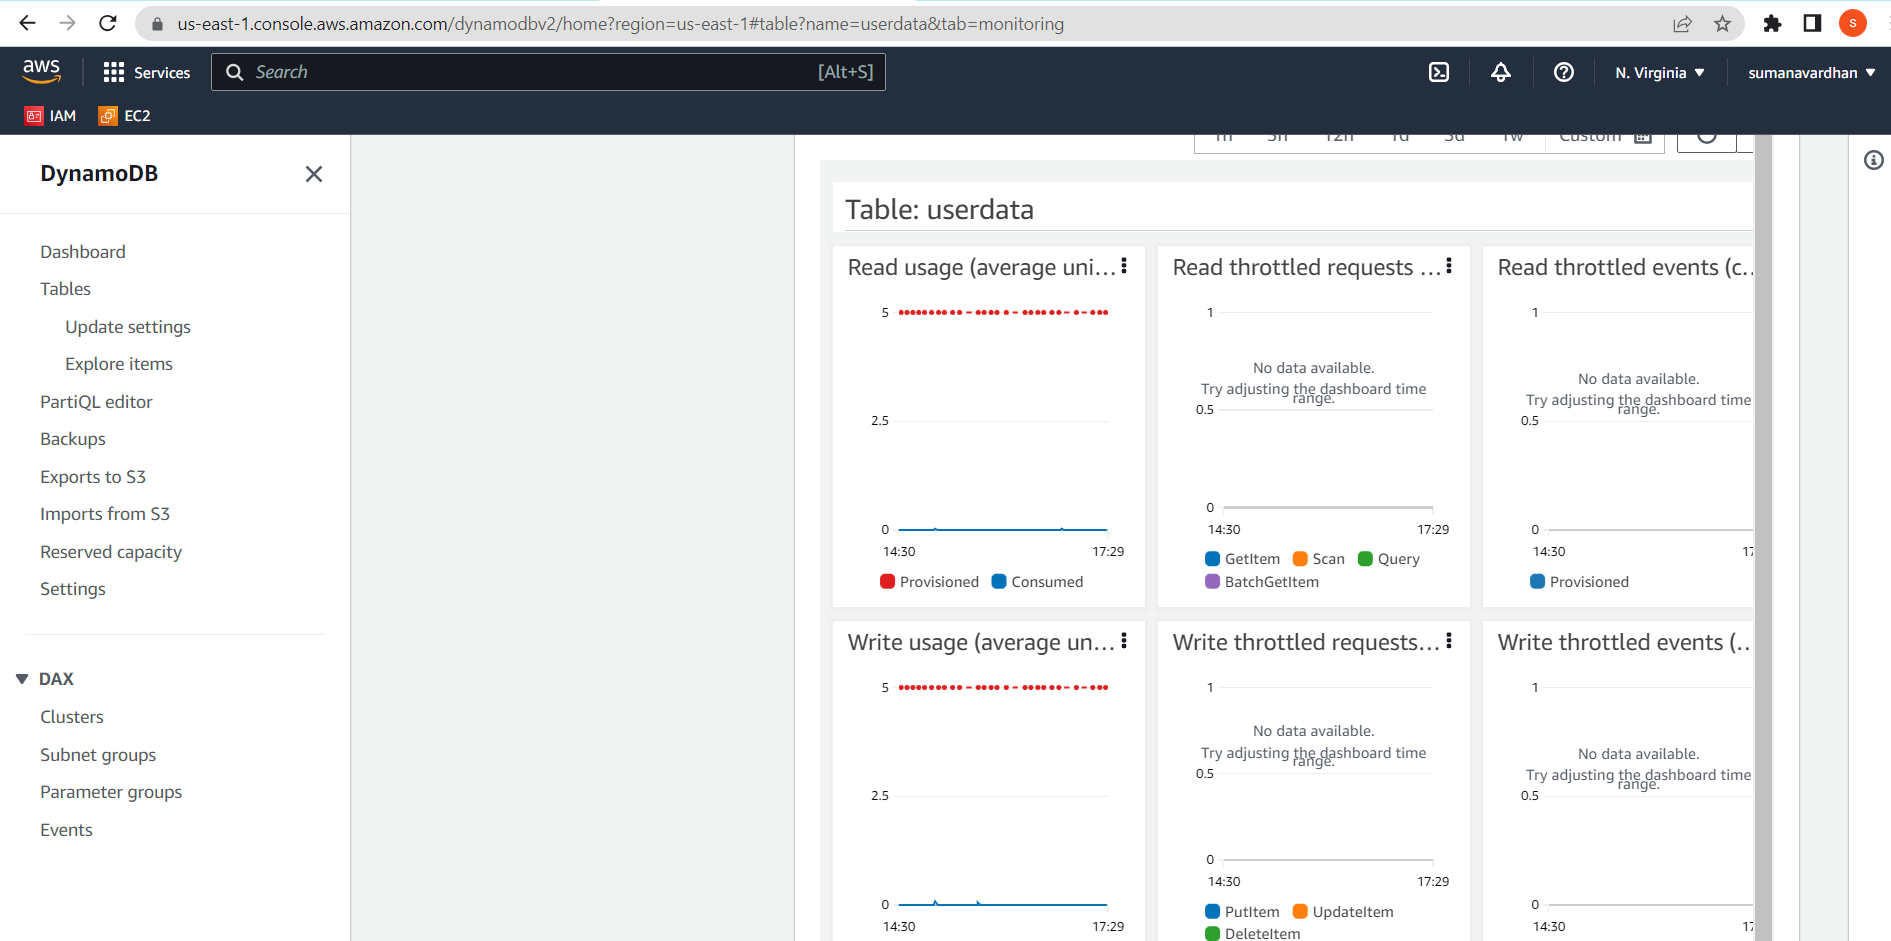 us-east-1.console.aws.amazon.com/dynamodbv2/home?region=us-east-1#table?name=userdata&tab=monitoring
S
aws
Services
Search
[Alt+S]
N. Virginia
sumanavardhan
IAM
EC2
DynamoDB
Dashboard
Tables
Update settings
Explore items
PartiQL editor
Backups
Exports to S3
Imports from S3
Reserved capacity
Settings
DAX
Clusters
Subnet groups
Parameter groups
Events
1h 3h 12h 1d 3d 1w Custom
Table: userdata
Read usage (average uni...
5
2.5
0
14:30 17:29
Provisioned Consumed
Read throttled requests ...
1
No data available.
Try adjusting the dashboard time
range.
0.5
0
14:30 17:29
GetItem Scan Query
BatchGetItem
Read throttled events (c..
1
No data available.
Try adjusting the dashboard time
range.
0.5
0
14:30 17
Provisioned
Write usage (average un...
5
2.5
0
14:30 17:29
Write throttled requests...
1
No data available.
Try adjusting the dashboard time
range.
0.5
0
14:30 17:29
PutItem UpdateItem
DeleteItem
Write throttled events (..
1
No data available.
Try adjusting the dashboard time
range.
0.5
0
14:30 17